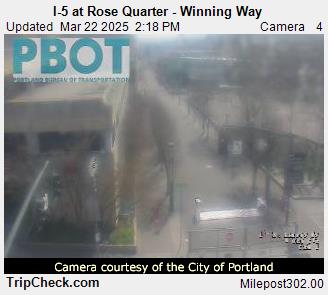 I-5 at Rose Quarter - Winning Way
Updated Mar 22 2025 2:18 PM Camera 4
PBOT
PORTLAND BUREAU OF TRANSPORTATION
Camera courtesy of the City of Portland
TripCheck.com Milepost302.00